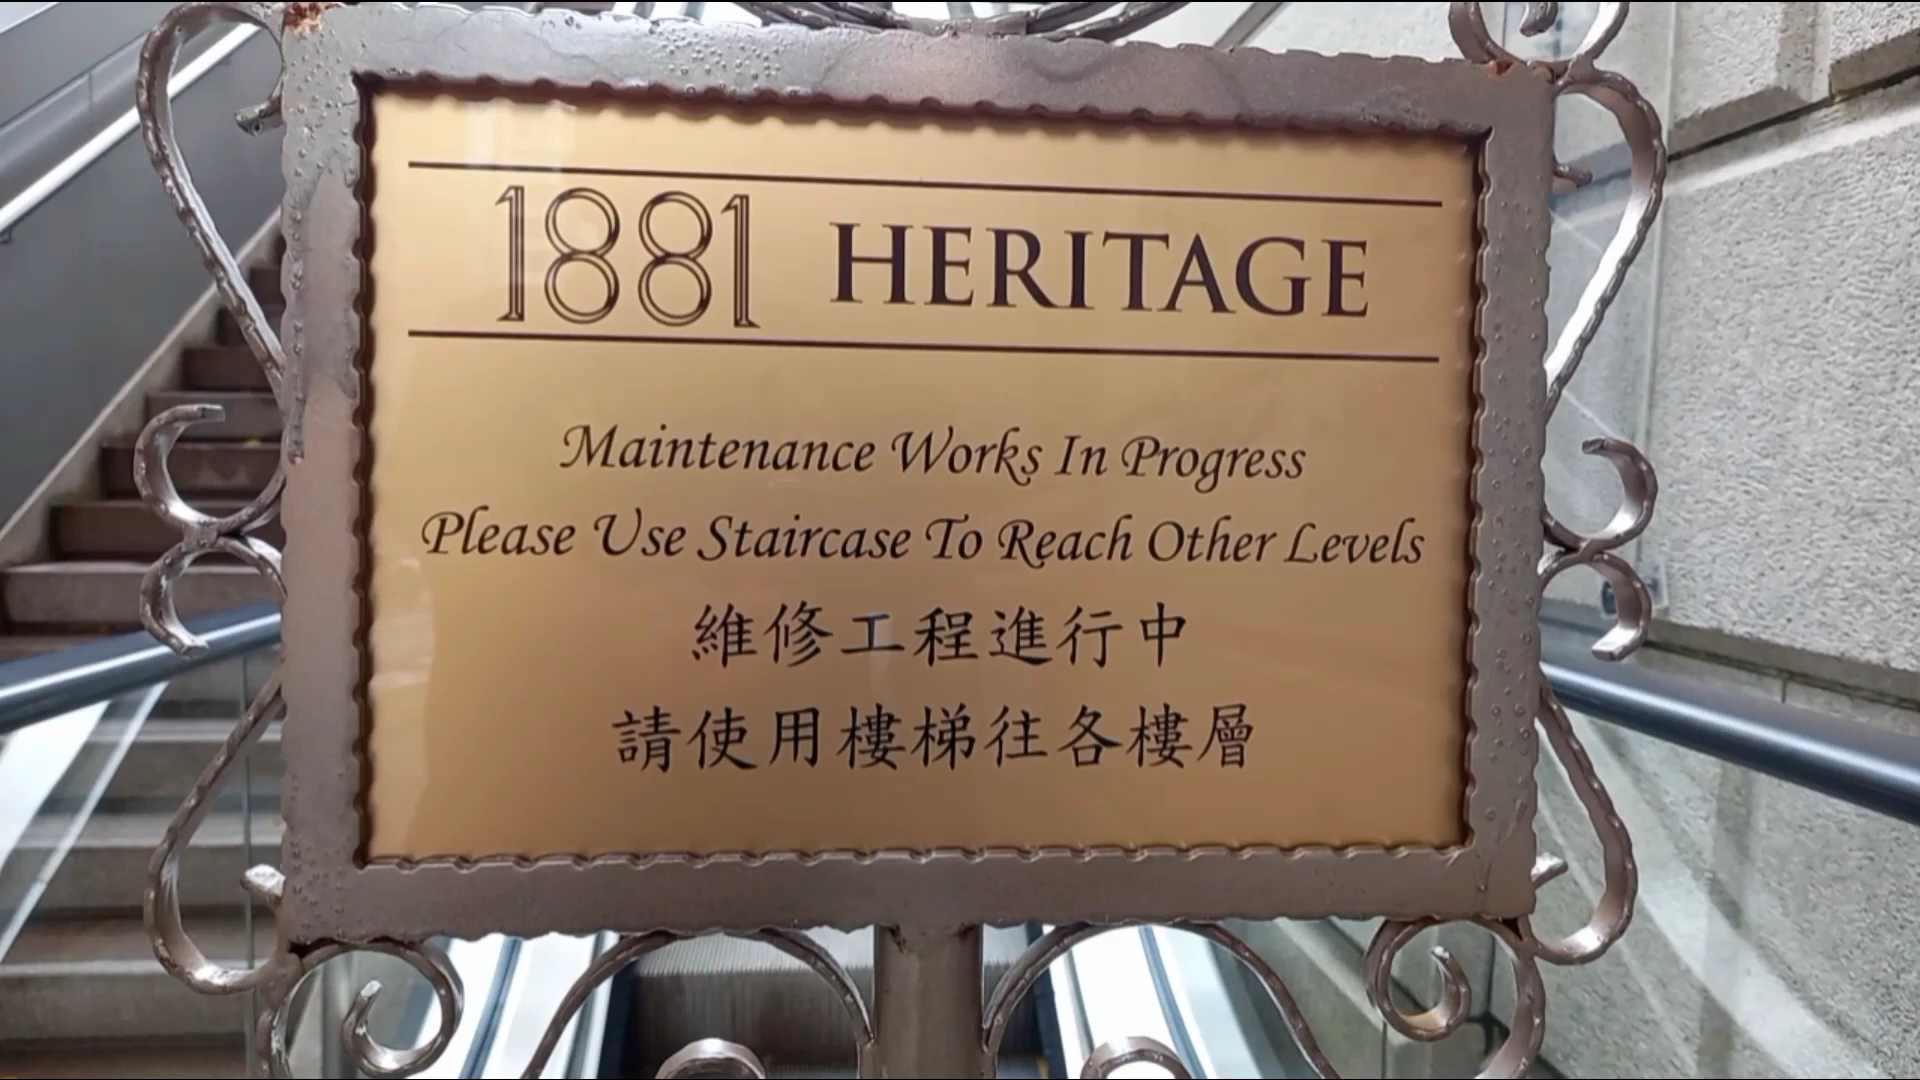 1881 HERITAGE
Maintenance Works In Progress
Please Use Staircase To Reach Other Levels
維修工程進行中
請使用樓梯往各樓層